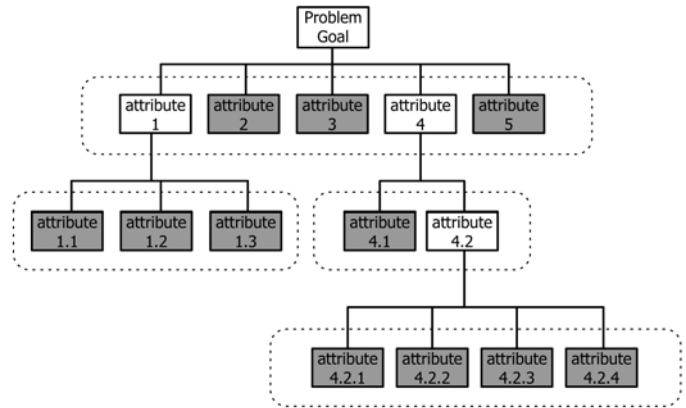 Problem
Goal
attribute
1
attribute
2
attribute
3
attribute
4
attribute
5
attribute
1.1
attribute
1.2
attribute
1.3
attribute
4.1
attribute
4.2
attribute
4.2.1
attribute
4.2.2
attribute
4.2.3
attribute
4.2.4